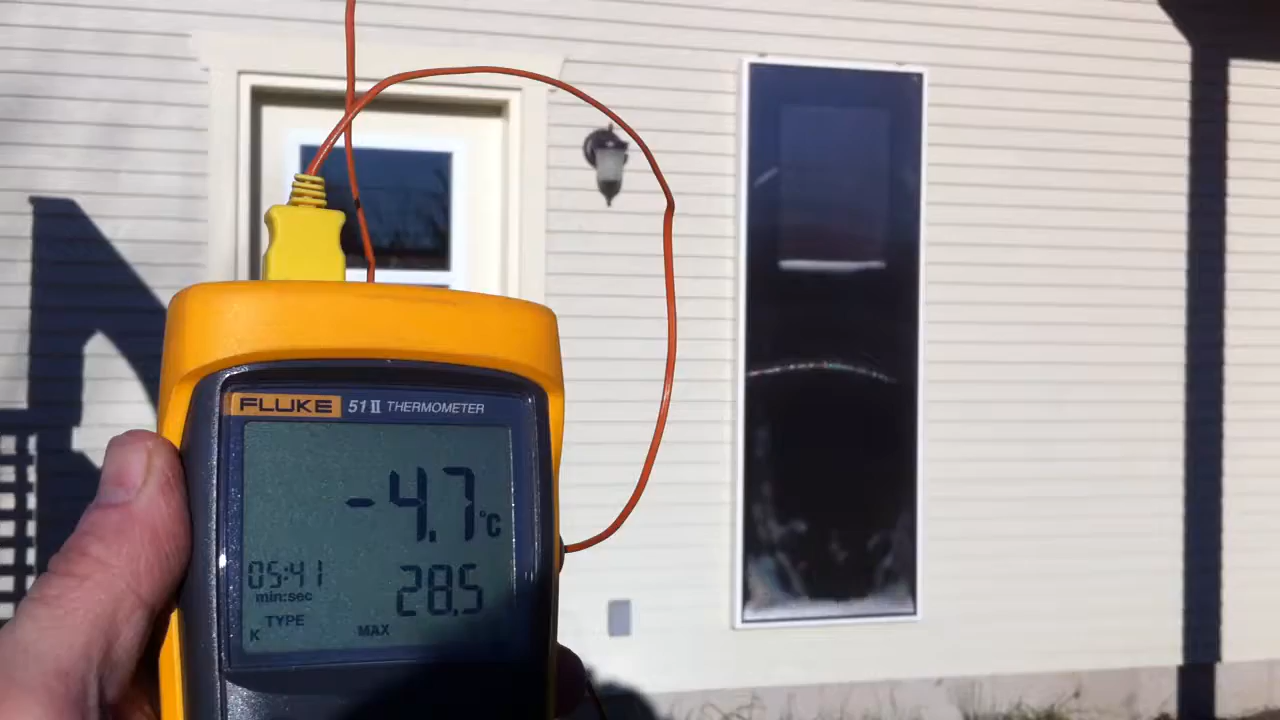 FLUKE 51 II THERMOMETER
-4.7 °C
05:41 28.5
min:sec
TYPE
K MAX